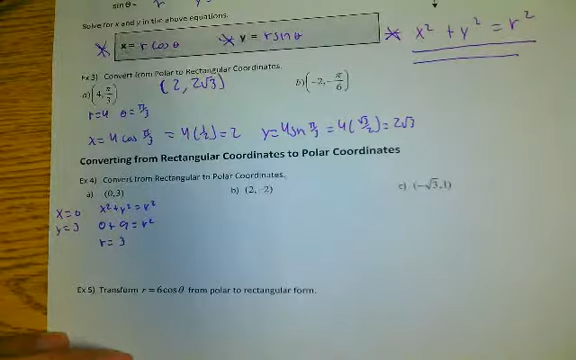 sin θ =
Solve for x and y in the above equations.
* x = r cos θ * y = r sin θ * x² + y² = r²
Ex 3) Convert from Polar to Rectangular Coordinates.
a) (4, π/3) (2, 2√3) b) (-2, -π/6)
r=4 θ = π/3
x = 4 cos π/3 = 4(1/2) = 2 y = 4 sin π/3 = 4(√3/2) = 2√3
Converting from Rectangular Coordinates to Polar Coordinates
Ex 4) Convert from Rectangular to Polar Coordinates.
a) (0,3) b) (2,-2) c) (-√3,1)
x=0 x²+y²=r²
y=3 0+9=r²
r=3
Ex 5) Transform r = 6cos θ from polar to rectangular form.